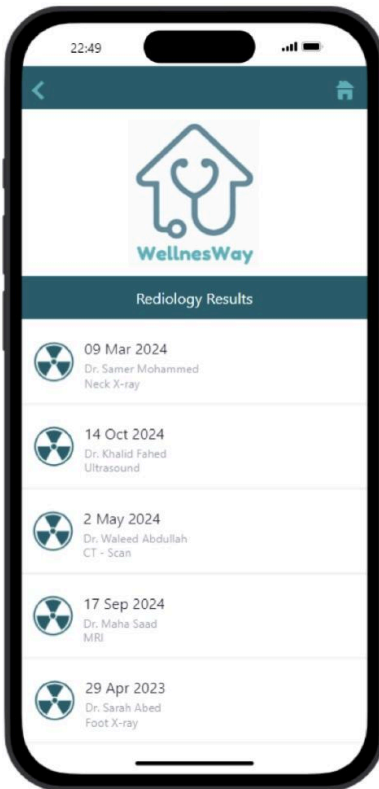 22:49
WellnesWay
Rediology Results
09 Mar 2024
Dr. Samer Mohammed
Neck X-ray
14 Oct 2024
Dr. Khalid Fahed
Ultrasound
2 May 2024
Dr. Waleed Abdullah
CT - Scan
17 Sep 2024
Dr. Maha Saad
MRI
29 Apr 2023
Dr. Sarah Abed
Foot X-ray